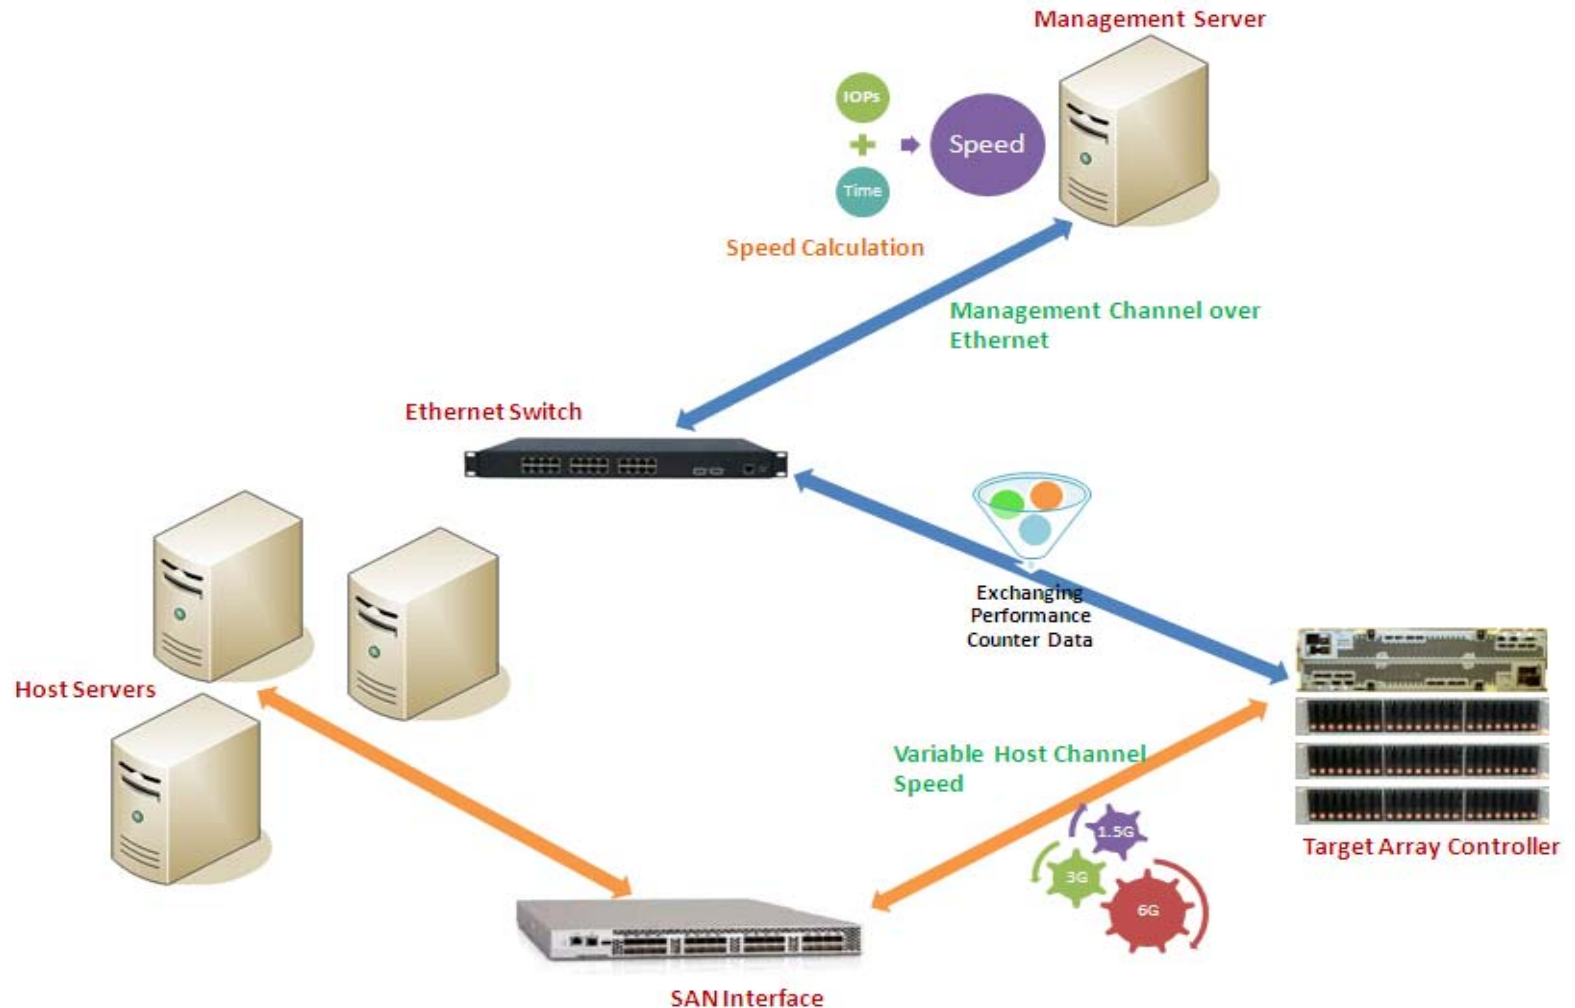 Management Server
IOPs
Speed
Time
Speed Calculation
Management Channel over
Ethernet
Ethernet Switch
Exchanging
Performance
Counter Data
Host Servers
Variable Host Channel
Speed
1.5G
3G
6G
Target Array Controller
SAN Interface